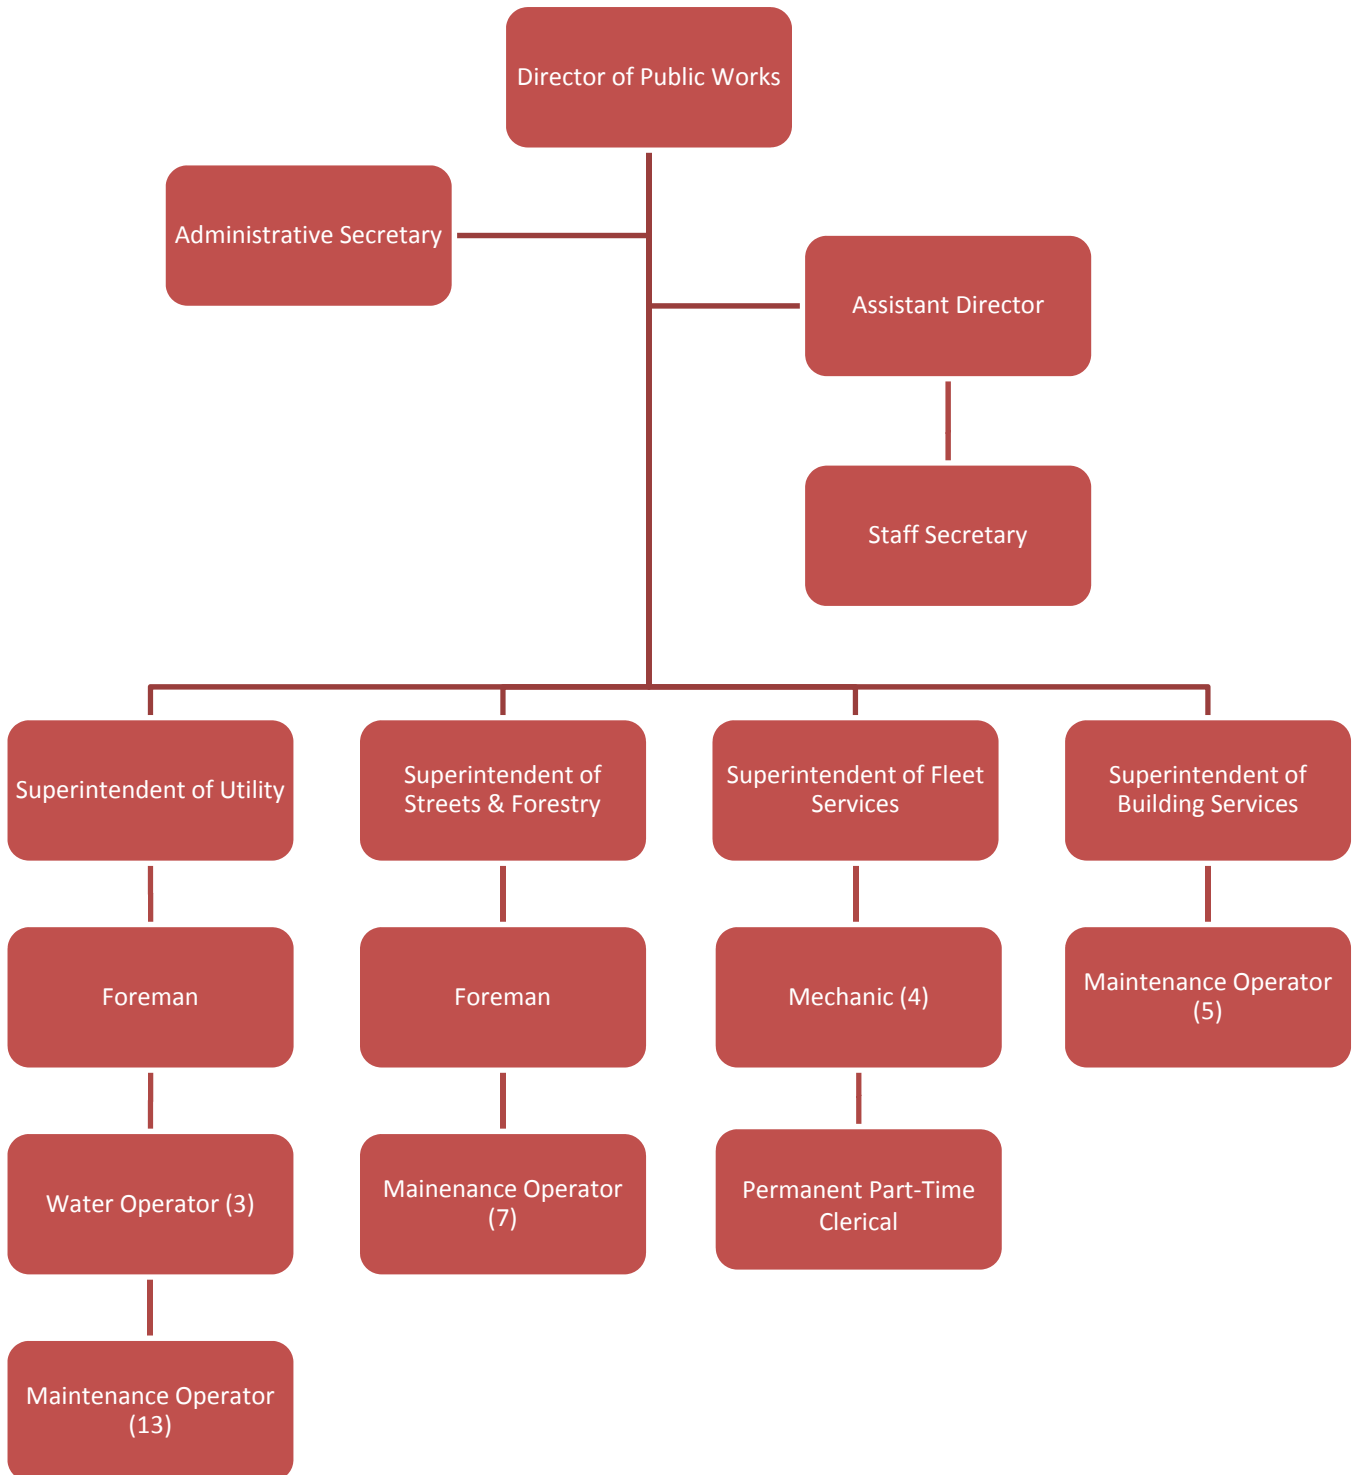 Director of Public Works
Administrative Secretary
Assistant Director
Staff Secretary
Superintendent of Utility
Superintendent of
Streets & Forestry
Superintendent of Fleet
Services
Superintendent of
Building Services
Foreman
Foreman
Mechanic (4)
Maintenance Operator
(5)
Water Operator (3)
Mainenance Operator
(7)
Permanent Part-Time
Clerical
Maintenance Operator
(13)